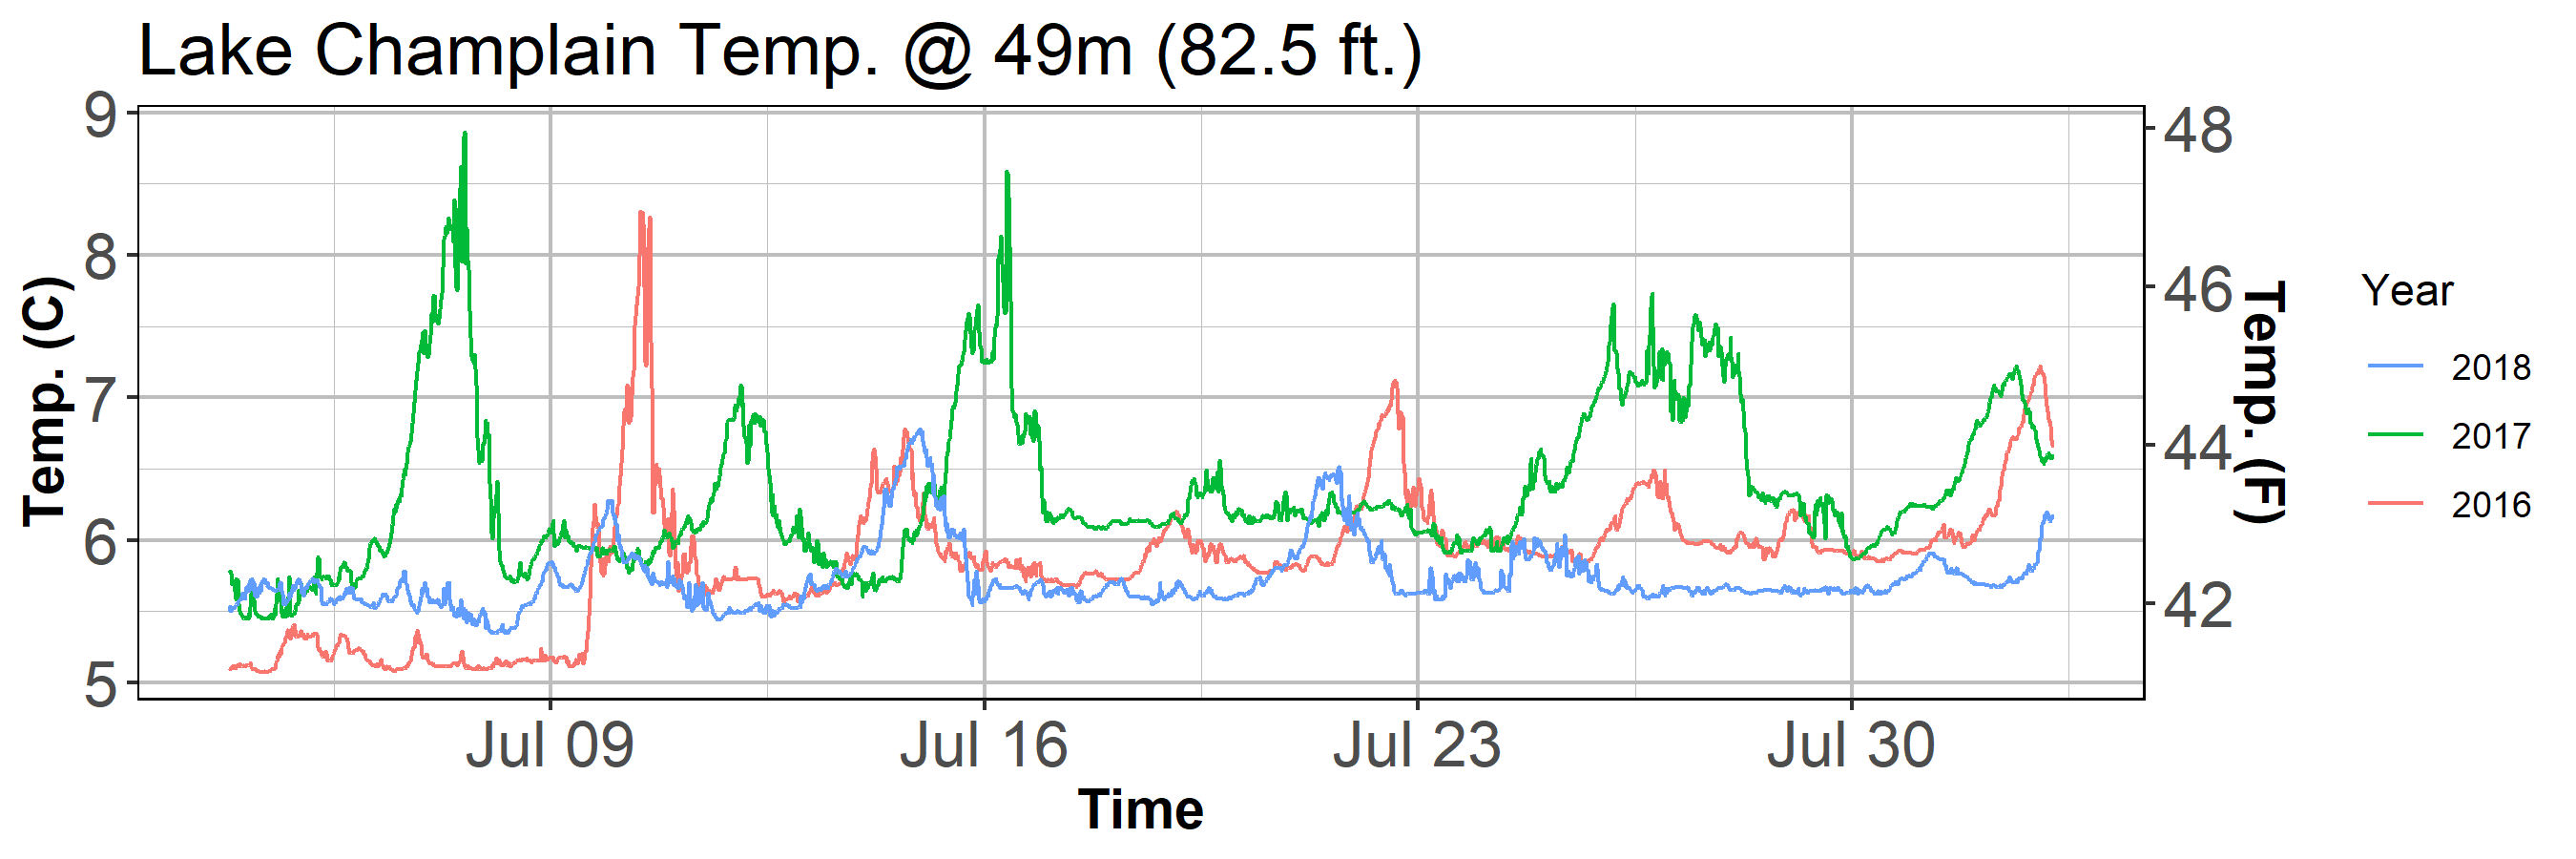 Lake Champlain Temp. @ 49m (82.5 ft.)
9
8
7
6
5
Temp. (C)
48
46
44
42
Temp. (F)
Jul 09
Jul 16
Jul 23
Jul 30
Time
Year
2018
2017
2016